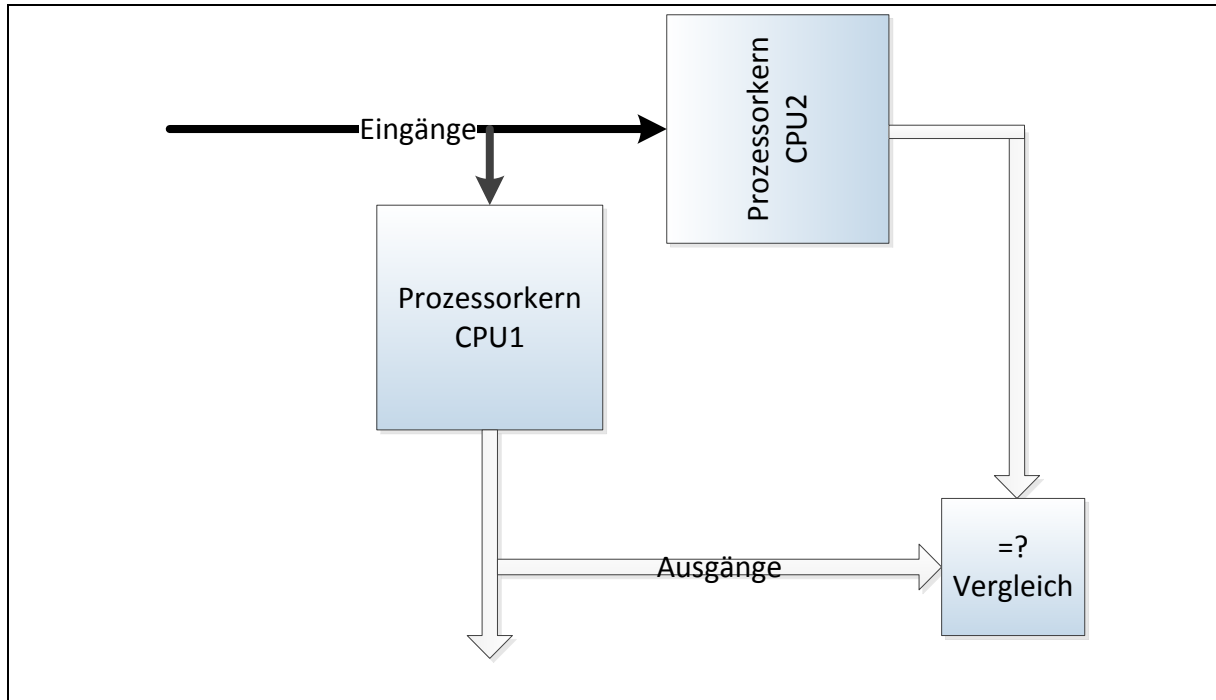 Eingänge
Prozessorkern
CPU2
Prozessorkern
CPU1
Ausgänge
=?
Vergleich